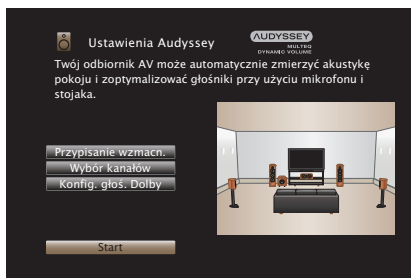 Ustawienia Audyssey
AUDYSSEY
MULTEQ
DYNAMIC VOLUME
Twój odbiornik AV może automatycznie zmierzyć akustykę
pokoju i zoptymalizować głośniki przy użyciu mikrofonu i
stojaka.
Przypisanie wzmacn.
Wybór kanałów
Konfig. głoś. Dolby
Start